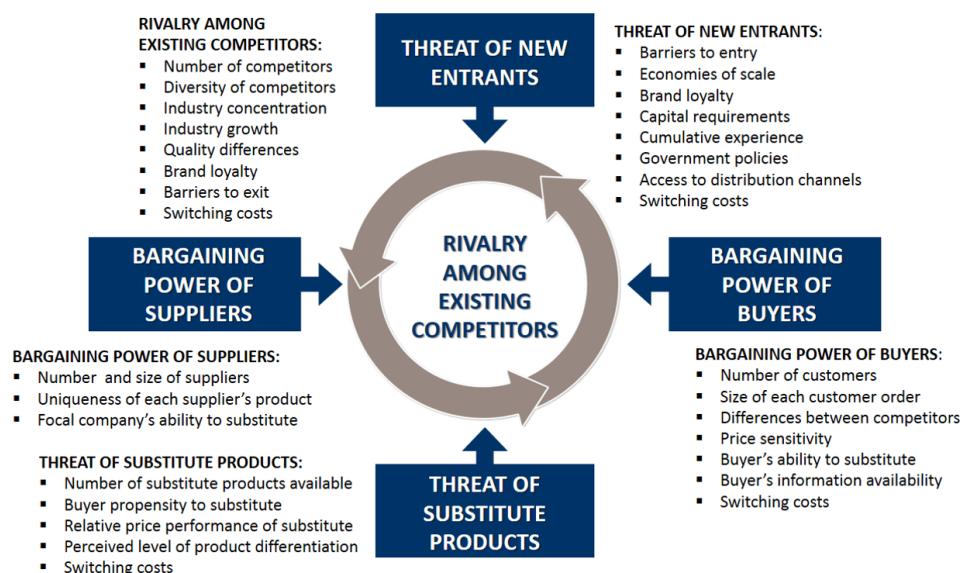 RIVALRY AMONG
EXISTING COMPETITORS:
▪ Number of competitors
▪ Diversity of competitors
▪ Industry concentration
▪ Industry growth
▪ Quality differences
▪ Brand loyalty
▪ Barriers to exit
▪ Switching costs
THREAT OF NEW
ENTRANTS
THREAT OF NEW ENTRANTS:
▪ Barriers to entry
▪ Economies of scale
▪ Brand loyalty
▪ Capital requirements
▪ Cumulative experience
▪ Government policies
▪ Access to distribution channels
▪ Switching costs
BARGAINING
POWER OF
SUPPLIERS
RIVALRY
AMONG
EXISTING
COMPETITORS
BARGAINING
POWER OF
BUYERS
BARGAINING POWER OF SUPPLIERS:
▪ Number and size of suppliers
▪ Uniqueness of each supplier's product
▪ Focal company's ability to substitute
BARGAINING POWER OF BUYERS:
▪ Number of customers
▪ Size of each customer order
▪ Differences between competitors
▪ Price sensitivity
▪ Buyer's ability to substitute
▪ Buyer's information availability
▪ Switching costs
THREAT OF SUBSTITUTE PRODUCTS:
▪ Number of substitute products available
▪ Buyer propensity to substitute
▪ Relative price performance of substitute
▪ Perceived level of product differentiation
▪ Switching costs
THREAT OF
SUBSTITUTE
PRODUCTS